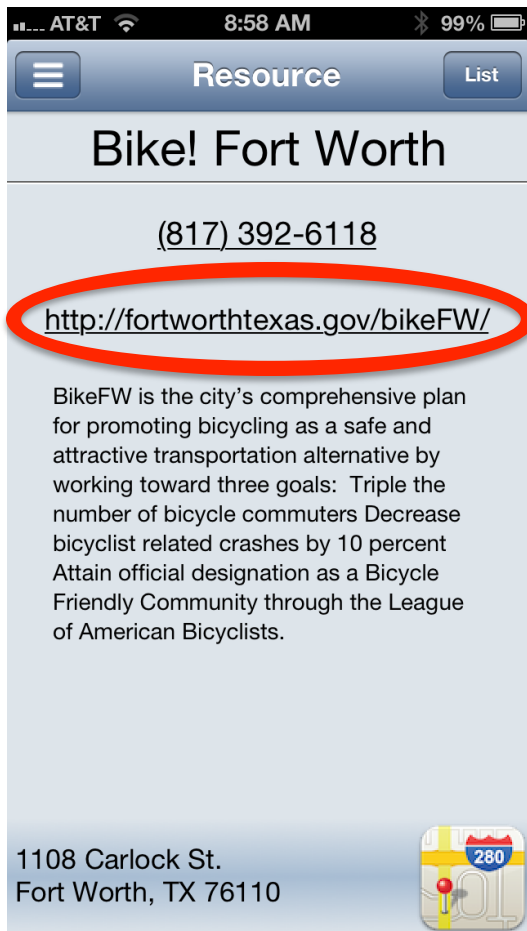 AT&T 8:58 AM 99%
Resource List
Bike! Fort Worth
(817) 392-6118
http://fortworthtexas.gov/bikeFW/
BikeFW is the city's comprehensive plan
for promoting bicycling as a safe and
attractive transportation alternative by
working toward three goals:  Triple the
number of bicycle commuters Decrease
bicyclist related crashes by 10 percent
Attain official designation as a Bicycle
Friendly Community through the League
of American Bicyclists.
1108 Carlock St.
Fort Worth, TX 76110
280